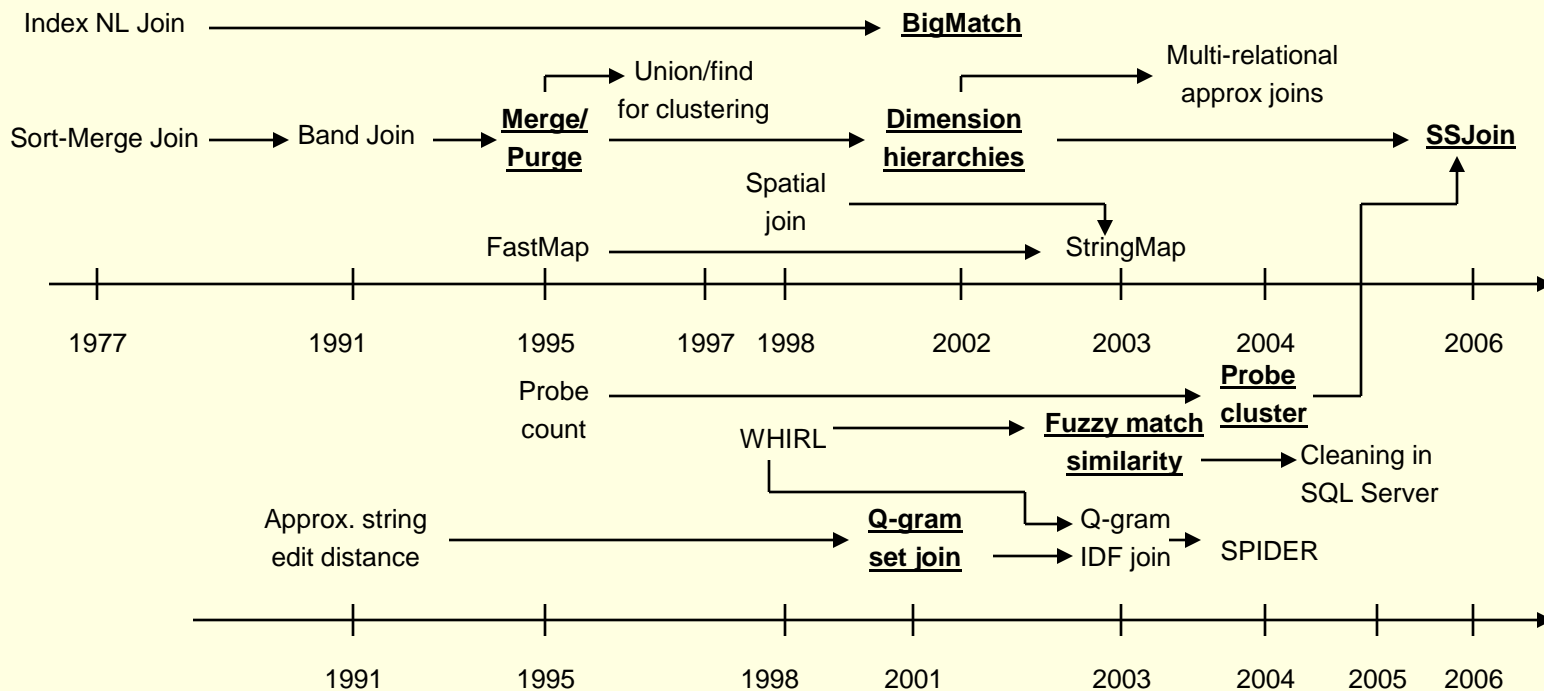 Index NL Join
BigMatch
Union/find
for clustering
Multi-relational
approx joins
Sort-Merge Join
Band Join
Merge/
Purge
Dimension
hierarchies
SSJoin
Spatial
join
FastMap
StringMap
1977 1991 1995 1997 1998 2002 2003 2004 2006
Probe
count
Probe
cluster
WHIRL
Fuzzy match
similarity
Cleaning in
SQL Server
Approx. string
edit distance
Q-gram
set join
Q-gram
IDF join
SPIDER
1991 1995 1998 2001 2003 2004 2005 2006